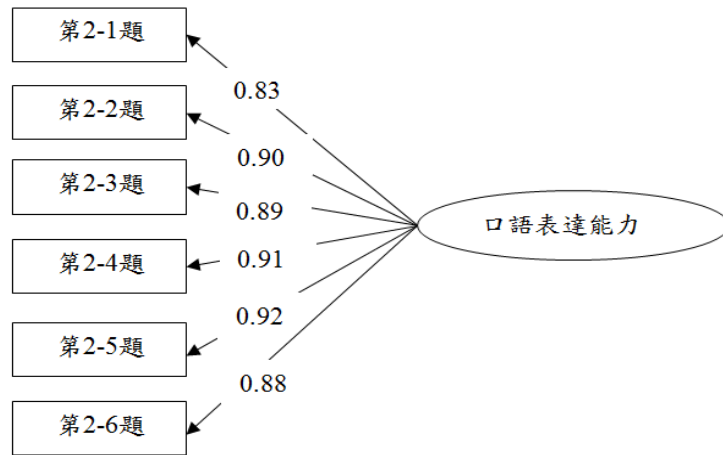 第2-1題
0.83
第2-2題
0.90
第2-3題
0.89
口語表達能力
第2-4題
0.91
0.92
第2-5題
0.88
第2-6題